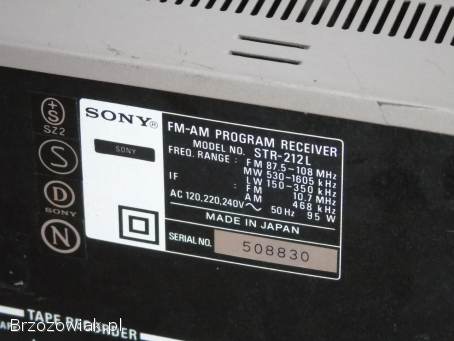 +S
SZ2
S
D
SONY
N
SONY®
SONY
FM-AM PROGRAM RECEIVER
MODEL NO. STR-212L
FREQ. RANGE : FM 87.5-108 MHz
MW 530-1605 kHz
LW 150-350 kHz
IF : FM 10.7 MHz
AM 468 kHz
AC 120,220,240V~ 50 Hz 95 W
MADE IN JAPAN
SERIAL NO. 508830
TAPE RECORDER
Brzozowiak.pl